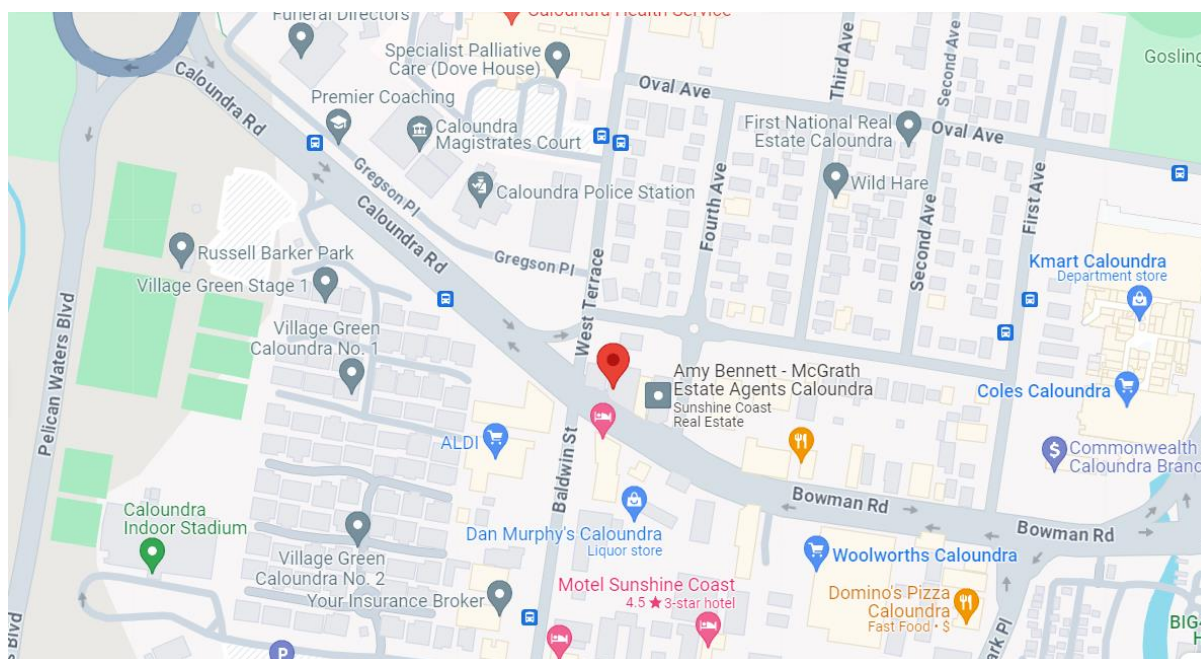 Funeral Directors
Caloundra Health Service
Specialist Palliative
Care (Dove House)
Oval Ave
Third Ave
Second Ave
Gosling
Caloundra Rd
Premier Coaching
Caloundra
Magistrates Court
First National Real
Estate Caloundra
Oval Ave
Gregson Pl
Caloundra Police Station
Wild Hare
Fourth Ave
Second Ave
First Ave
Caloundra Rd
Russell Barker Park
Gregson Pl
Village Green Stage 1
Kmart Caloundra
Department store
Pelican Waters Blvd
Village Green
Caloundra No. 1
West Terrace
Amy Bennett - McGrath
Estate Agents Caloundra
Sunshine Coast
Real Estate
Coles Caloundra
ALDI
Baldwin St
Commonwealth
Caloundra Branc
Bowman Rd
Bowman Rd
Caloundra
Indoor Stadium
Dan Murphy's Caloundra
Liquor store
Woolworths Caloundra
Village Green
Caloundra No. 2
Motel Sunshine Coast
4.5 ★ 3-star hotel
Your Insurance Broker
Domino's Pizza
Caloundra
Fast Food • $
BIG
s Blvd
P
ark Pl
H